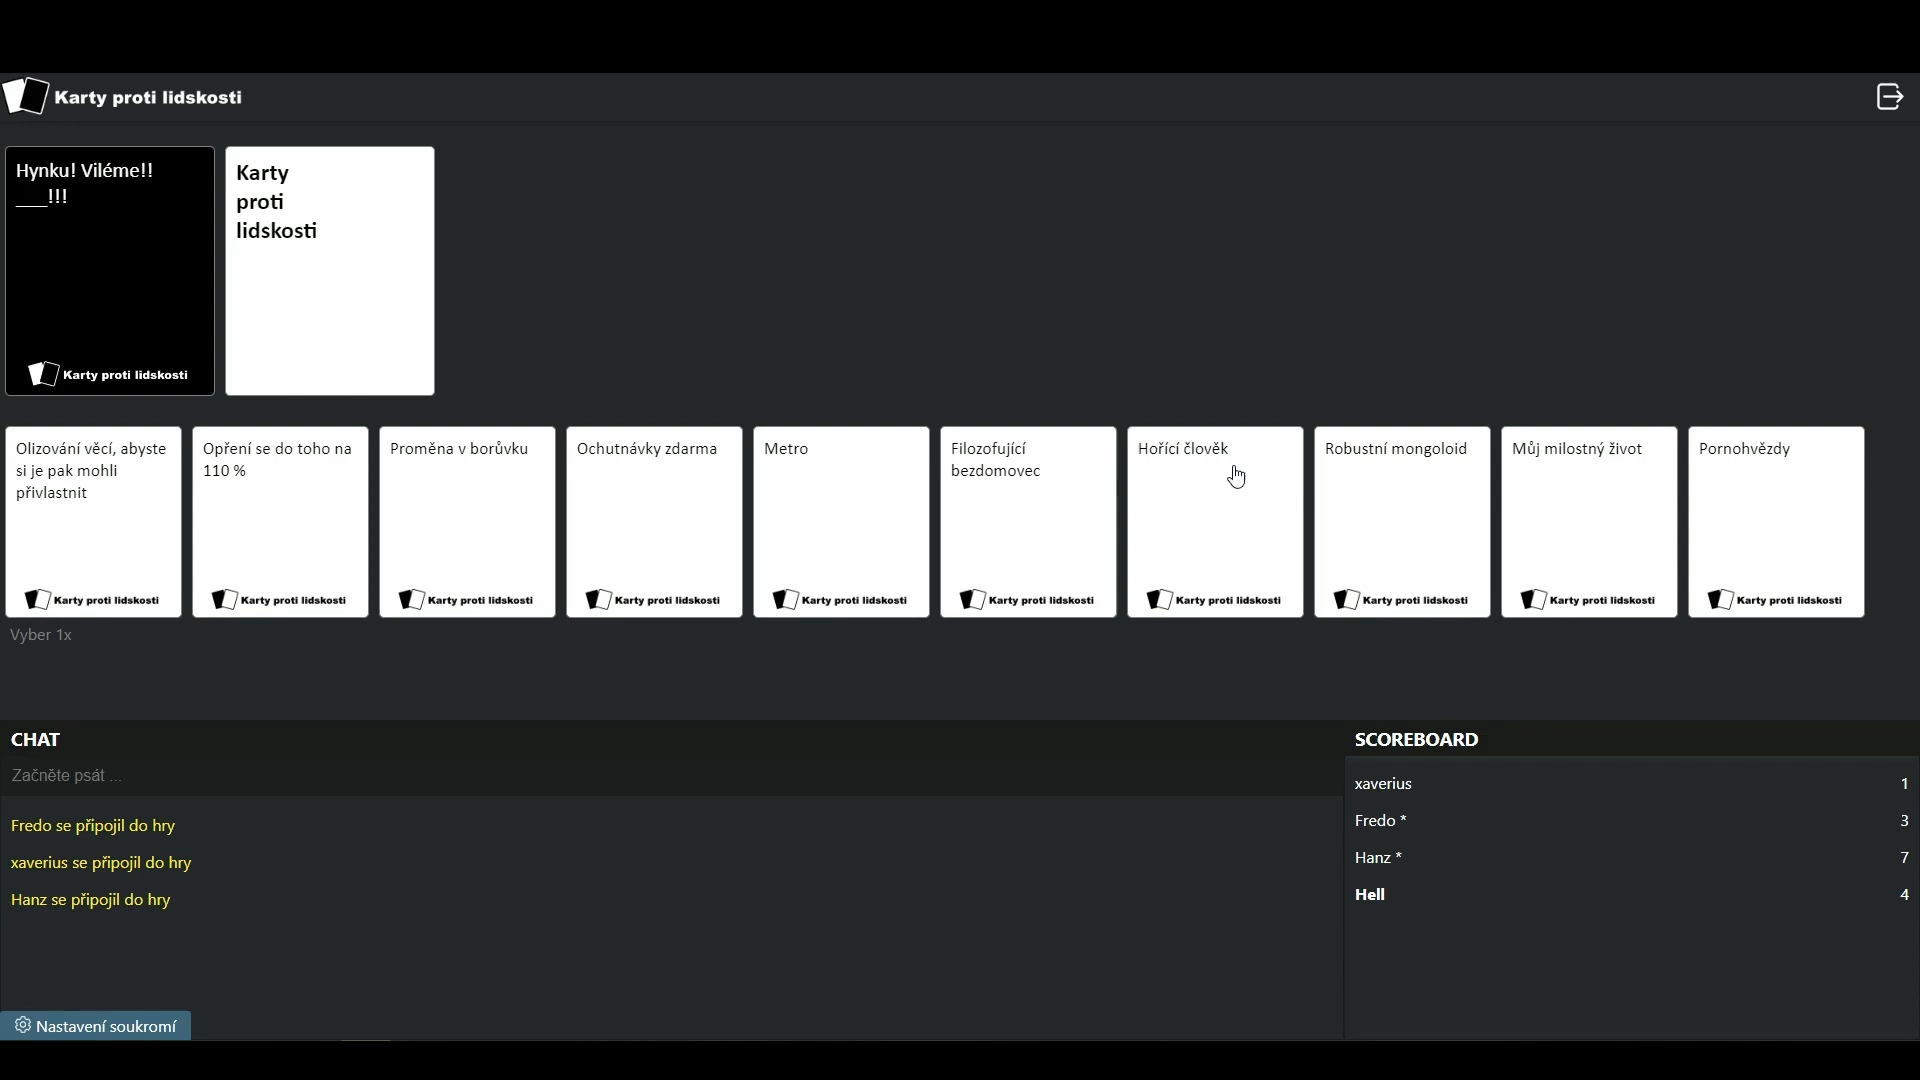 Karty proti lidskosti
Hynku! Viléme!!
___!!!
Karty proti lidskosti
Karty
proti
lidskosti
Olizování věcí, abyste
si je pak mohli
přivlastnit
Karty proti lidskosti
Opření se do toho na
110 %
Karty proti lidskosti
Proměna v borůvku
Karty proti lidskosti
Ochutnávky zdarma
Karty proti lidskosti
Metro
Karty proti lidskosti
Filozofující
bezdomovec
Karty proti lidskosti
Hořící člověk
Karty proti lidskosti
Robustní mongoloid
Karty proti lidskosti
Můj milostný život
Karty proti lidskosti
Pornohvězdy
Karty proti lidskosti
Vyber 1x
CHAT
Začněte psát ...
Fredo se připojil do hry
xaverius se připojil do hry
Hanz se připojil do hry
Nastavení soukromí
SCOREBOARD
xaverius 1
Fredo * 3
Hanz * 7
Hell 4